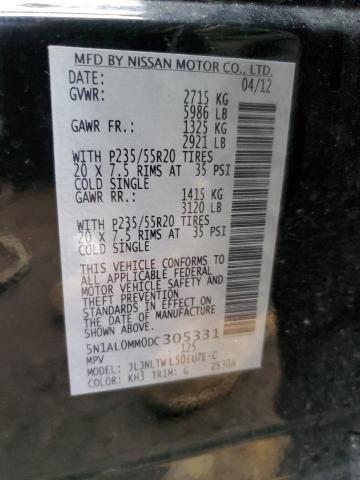 MFD BY NISSAN MOTOR CO., LTD.
DATE: 04/12
GVWR: 2715 KG
5986 LB
GAWR FR.: 1325 KG
2921 LB
WITH P235/55R20 TIRES
20 X 7.5 RIMS AT 35 PSI
COLD SINGLE
GAWR RR.: 1415 KG
3120 LB
WITH P235/55R20 TIRES
20 X 7.5 RIMS AT 35 PSI
COLD SINGLE
THIS VEHICLE CONFORMS TO
ALL APPLICABLE FEDERAL
MOTOR VEHICLE SAFETY AND
THEFT PREVENTION
STANDARDS IN EFFECT ON
THE DATE OF MANUFACTURE
SHOWN ABOVE.
5N1AL0MM0DC305331
MPV 125
MODEL: JLJNLTWL50EU7E-C
COLOR: KH3 TRIM: G ZS30A